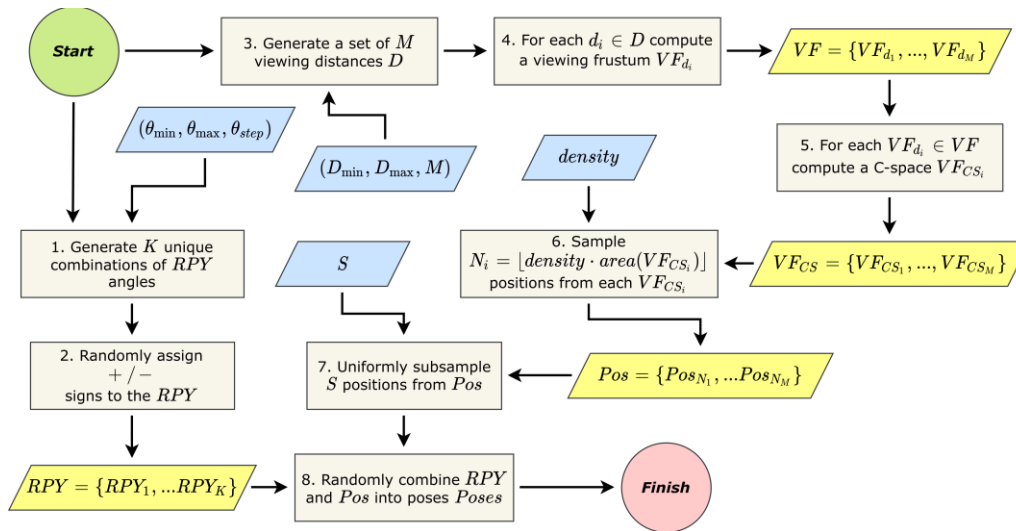 Start
3. Generate a set of M
viewing distances D
4. For each d_i ∈ D compute
a viewing frustum VF_{d_i}
VF = {VF_{d_1}, ..., VF_{d_M}}
(θ_min, θ_max, θ_step)
(D_min, D_max, M)
density
5. For each VF_{d_i} ∈ VF
compute a C-space VF_{CS_i}
1. Generate K unique
combinations of RPY
angles
S
6. Sample
N_i = ⌊density · area(VF_{CS_i})⌋
positions from each VF_{CS_i}
VF_{CS} = {VF_{CS_1}, ..., VF_{CS_M}}
2. Randomly assign
+ / −
signs to the RPY
7. Uniformly subsample
S positions from Pos
Pos = {Pos_{N_1}, ...Pos_{N_M}}
RPY = {RPY_1, ...RPY_K}
8. Randomly combine RPY
and Pos into poses Poses
Finish